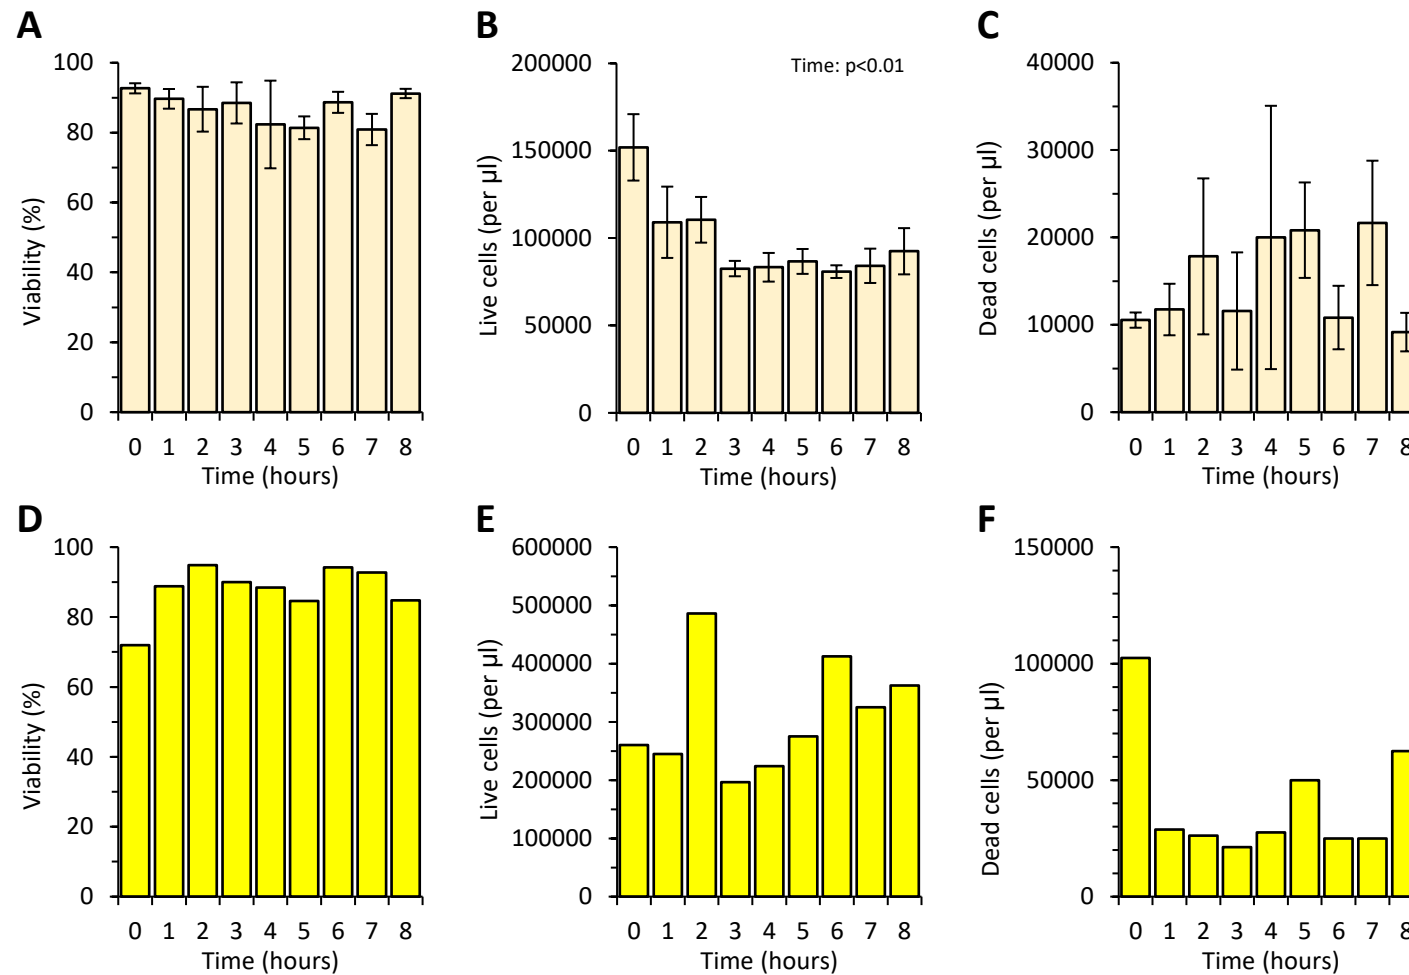 A
Viability (%)
100
80
60
40
20
0
0 1 2 3 4 5 6 7 8
Time (hours)
B
Live cells (per µl)
200000
150000
100000
50000
0
Time: p<0.01
0 1 2 3 4 5 6 7 8
Time (hours)
C
Dead cells (per µl)
40000
30000
20000
10000
0
0 1 2 3 4 5 6 7 8
Time (hours)
D
Viability (%)
100
80
60
40
20
0
0 1 2 3 4 5 6 7 8
Time (hours)
E
Live cells (per µl)
600000
500000
400000
300000
200000
100000
0
0 1 2 3 4 5 6 7 8
Time (hours)
F
Dead cells (per µl)
150000
100000
50000
0
0 1 2 3 4 5 6 7 8
Time (hours)